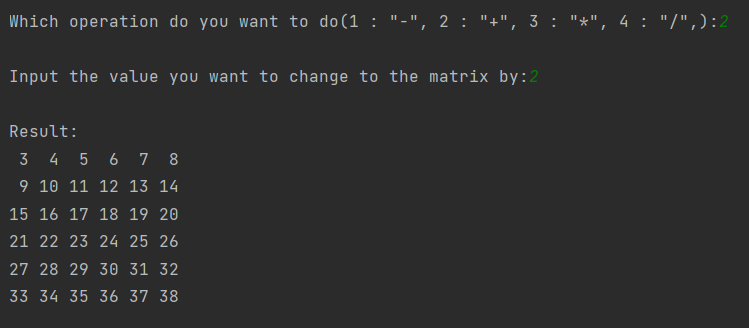 Which operation do you want to do(1 : "-", 2 : "+", 3 : "*", 4 : "/",):2
Input the value you want to change to the matrix by:2
Result:
3 4 5 6 7 8
9 10 11 12 13 14
15 16 17 18 19 20
21 22 23 24 25 26
27 28 29 30 31 32
33 34 35 36 37 38